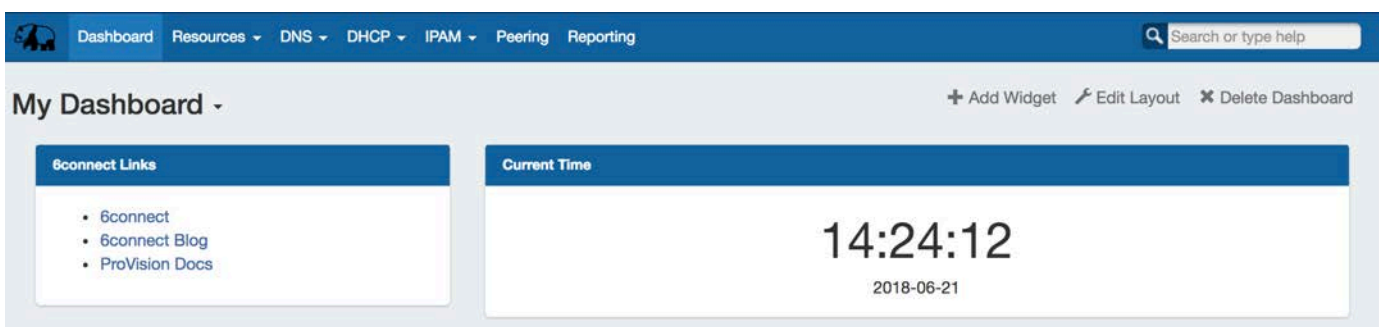 Dashboard Resources DNS DHCP IPAM Peering Reporting Search or type help
My Dashboard Add Widget Edit Layout Delete Dashboard
6connect Links
6connect
6connect Blog
ProVision Docs
Current Time
14:24:12
2018-06-21